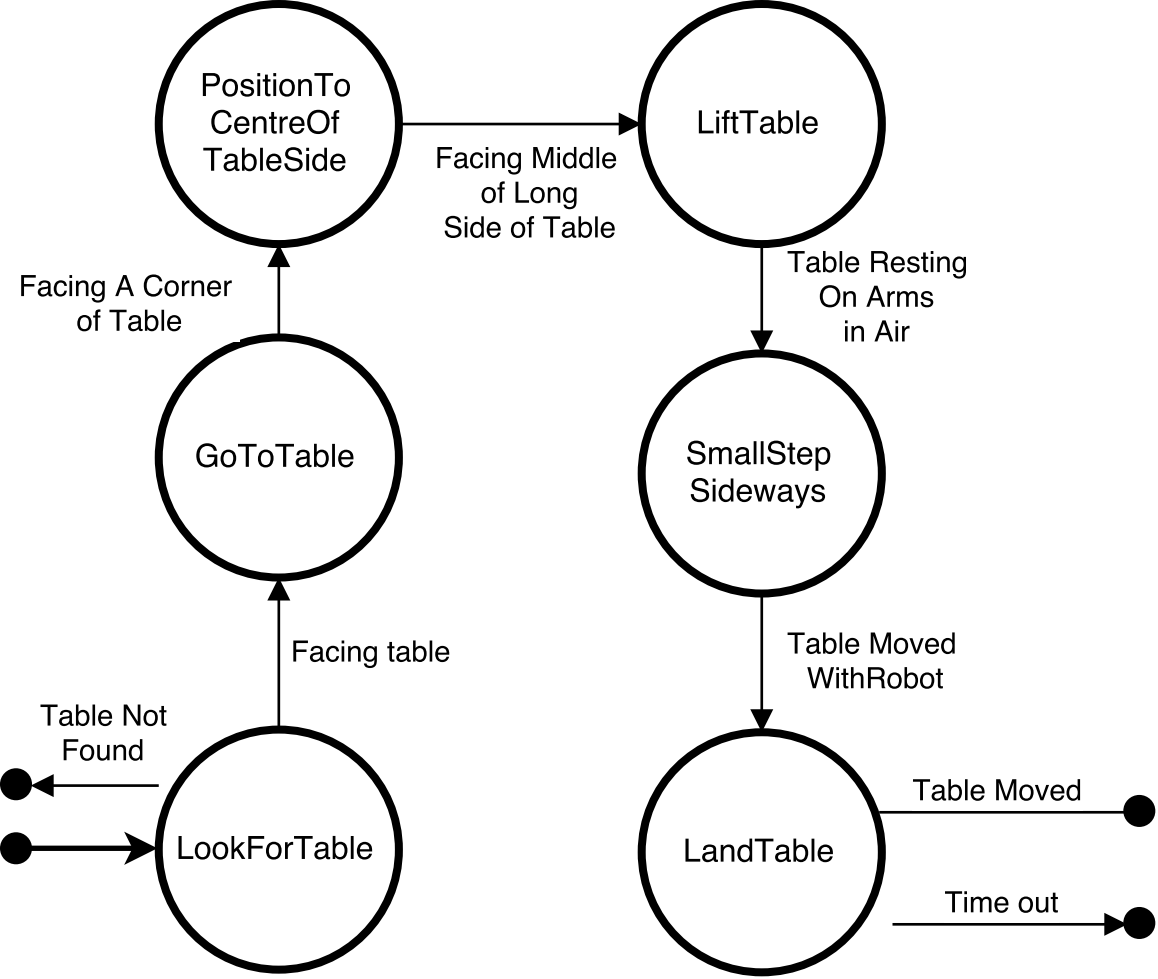 PositionTo
CentreOf
TableSide
LiftTable
Facing Middle
of Long
Side of Table
Table Resting
On Arms
in Air
Facing A Corner
of Table
GoToTable
SmallStep
Sideways
Facing table
Table Moved
WithRobot
Table Not
Found
LookForTable
LandTable
Table Moved
Time out